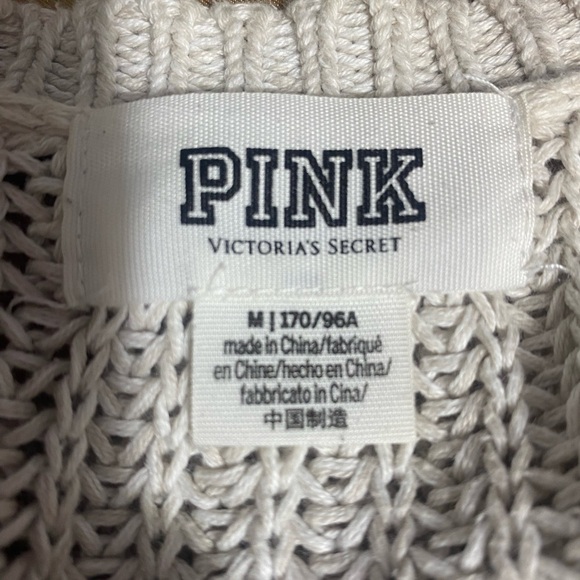 PINK
VICTORIA'S SECRET
M | 170/96A
made in China/fabriqué
en Chine/hecho en China/
fabbricato in Cina/
中国制造